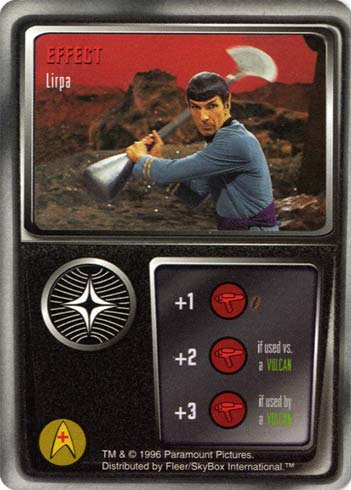 EFFECT
Lirpa
+1
+2
if used vs.
a VULCAN
+3
if used by
a VULCAN
TM & © 1996 Paramount Pictures.
Distributed by Fleer/SkyBox International.™